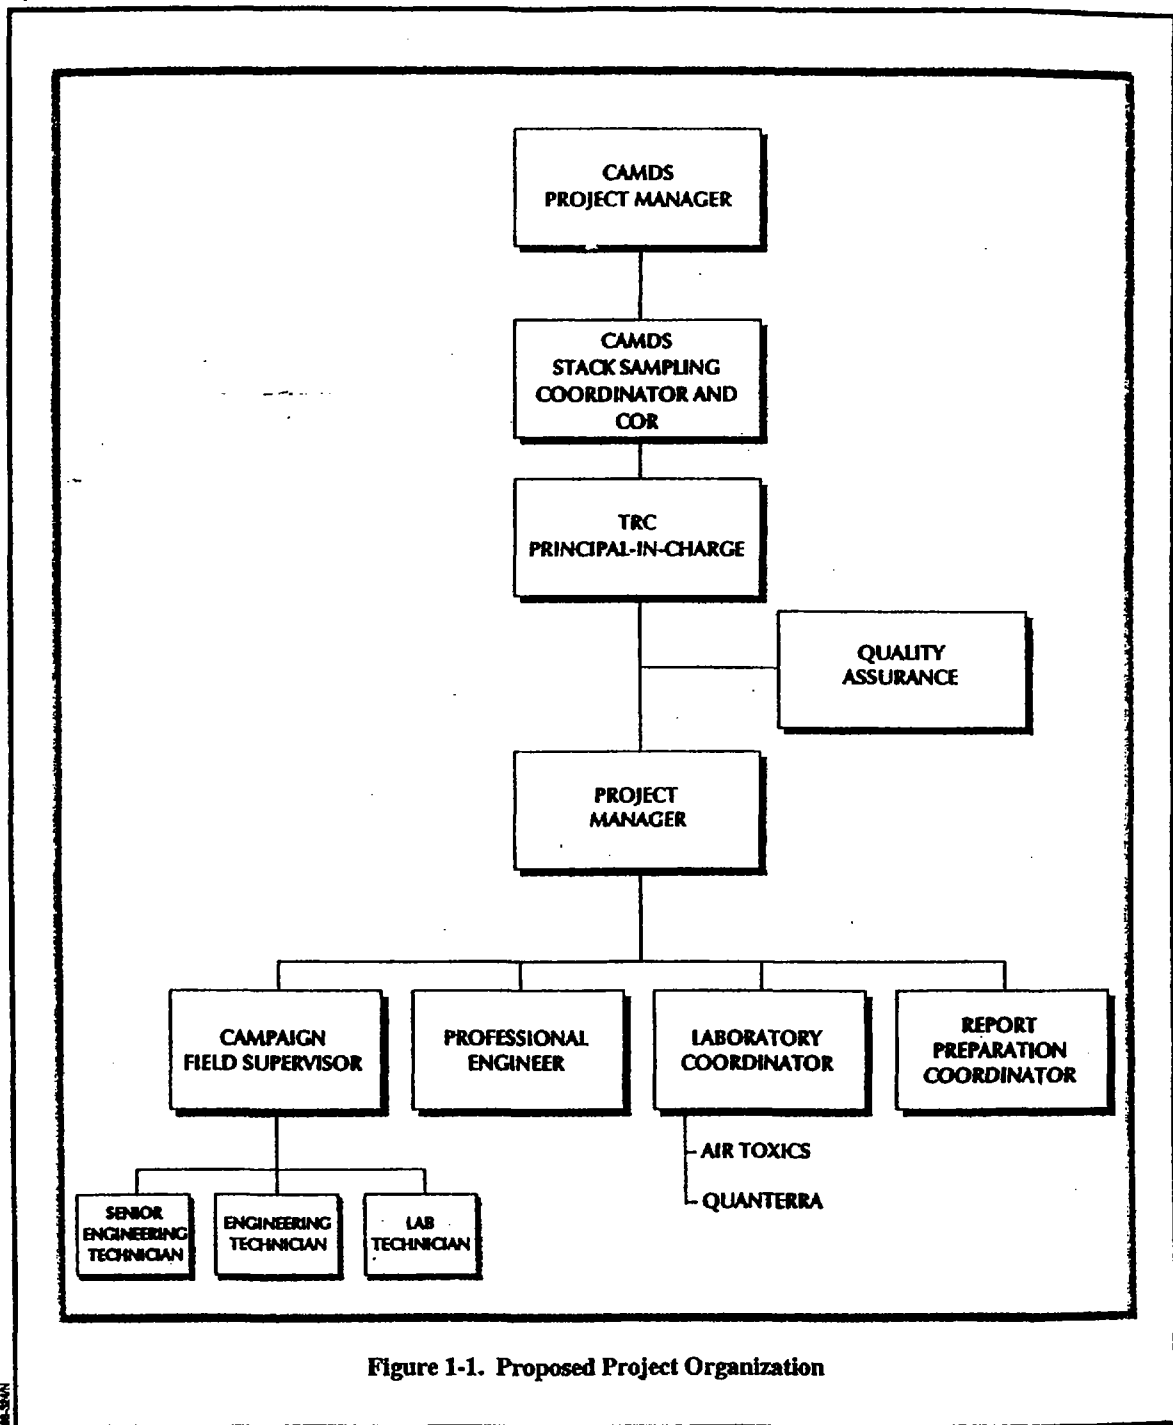 CAMDS
PROJECT MANAGER
CAMDS
STACK SAMPLING
COORDINATOR AND
COR
TRC
PRINCIPAL-IN-CHARGE
QUALITY
ASSURANCE
PROJECT
MANAGER
CAMPAIGN
FIELD SUPERVISOR
PROFESSIONAL
ENGINEER
LABORATORY
COORDINATOR
REPORT
PREPARATION
COORDINATOR
AIR TOXICS
QUANTERRA
SENIOR
ENGINEERING
TECHNICIAN
ENGINEERING
TECHNICIAN
LAB
TECHNICIAN
Figure 1-1. Proposed Project Organization